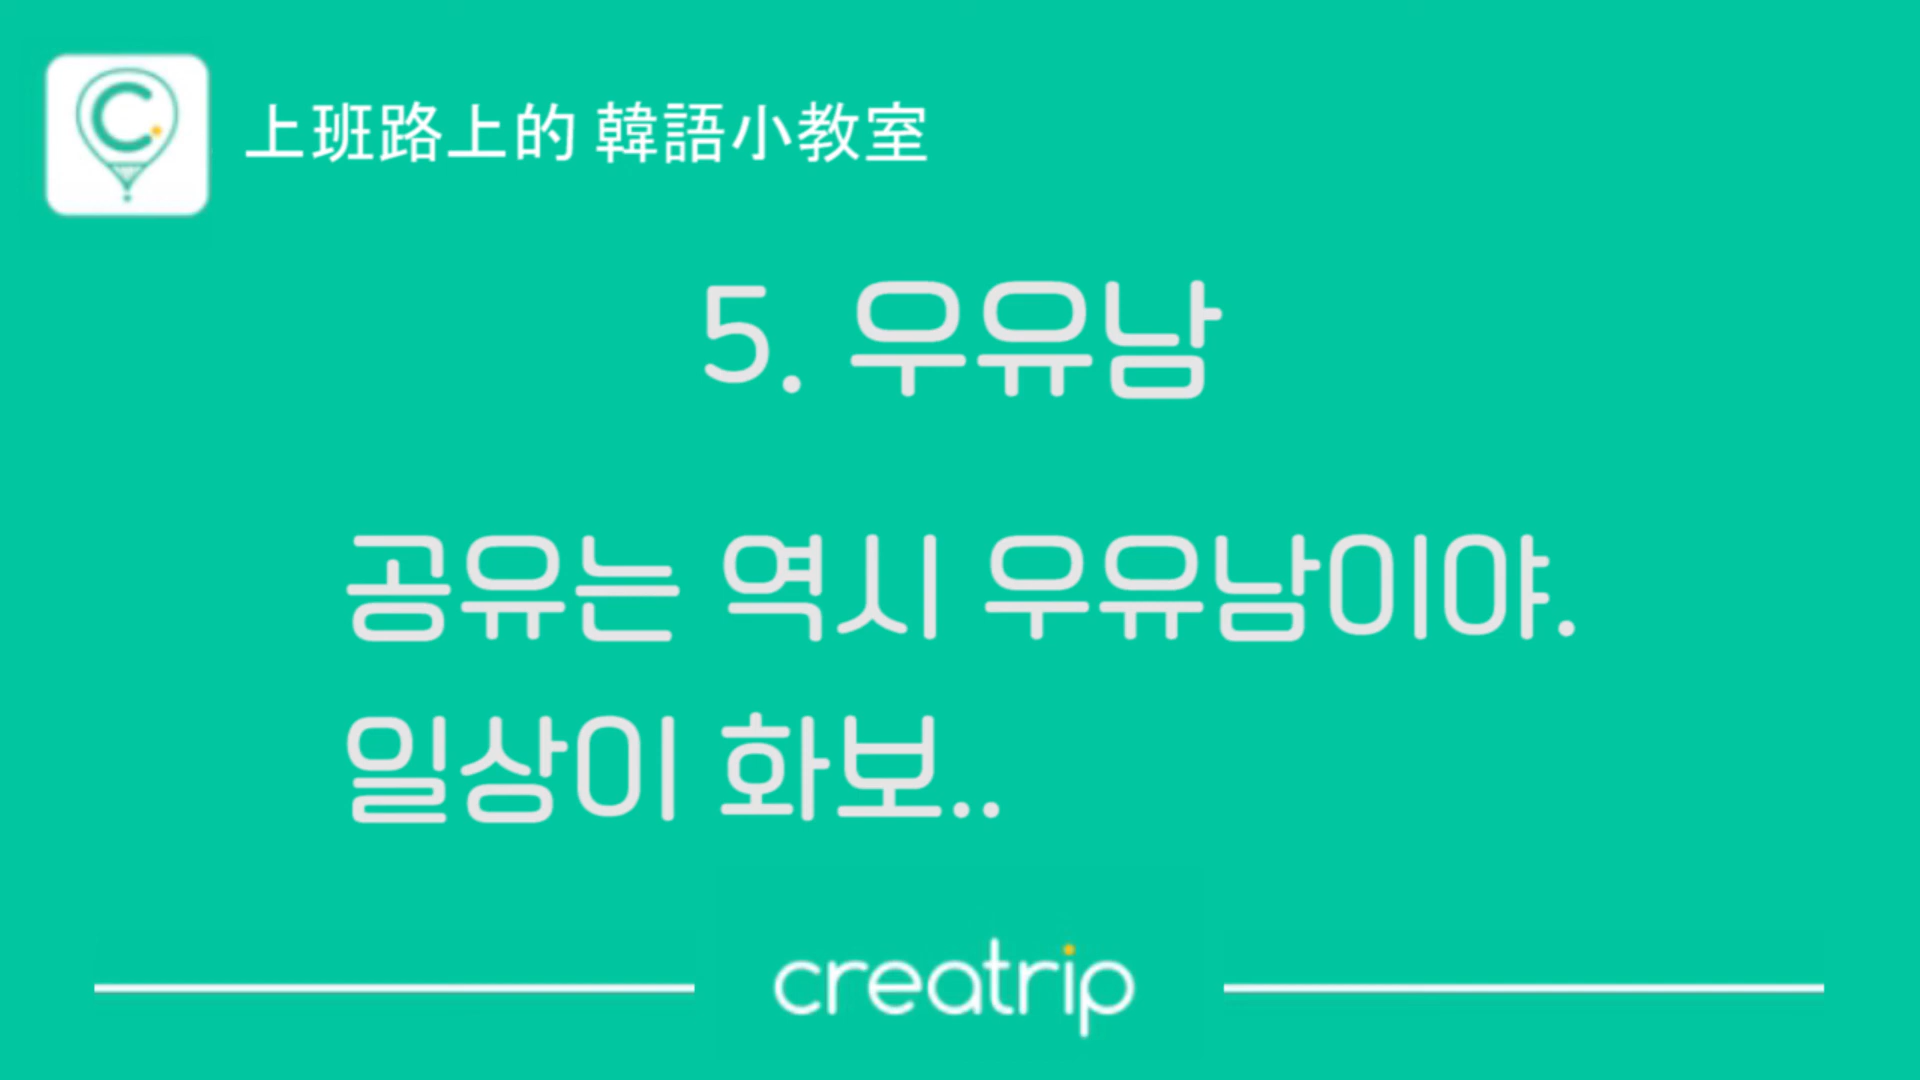 上班路上的 韓語小教室
5. 우유남
공유는 역시 우유남이야.
일상이 화보..
creatrip